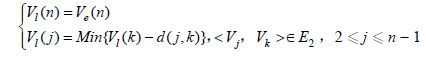 V_l(n)=V_e(n)
V_l(j)=Min{V_l(k)-d(j,k)},<V_j, V_k>∈E_2 , 2≤j≤n-1